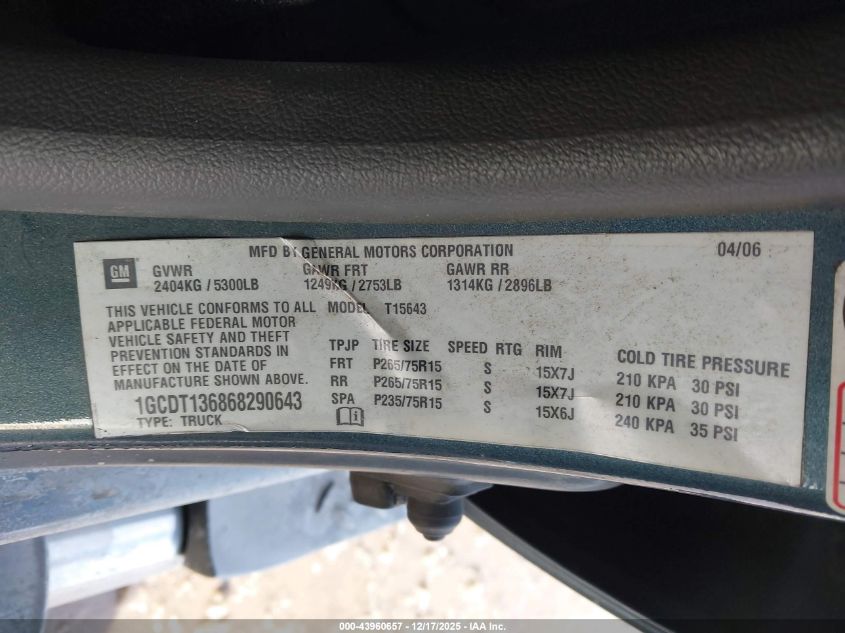 MFD BY GENERAL MOTORS CORPORATION 04/06
GM
GVWR GAWR FRT GAWR RR
2404KG / 5300LB 1249KG / 2753LB 1314KG / 2896LB
THIS VEHICLE CONFORMS TO ALL
APPLICABLE FEDERAL MOTOR
VEHICLE SAFETY AND THEFT
PREVENTION STANDARDS IN
EFFECT ON THE DATE OF
MANUFACTURE SHOWN ABOVE.
1GCDT136868290643
TYPE: TRUCK
MODEL T15643
TPJP TIRE SIZE SPEED RTG RIM COLD TIRE PRESSURE
FRT P265/75R15 S 15X7J 210 KPA 30 PSI
RR P265/75R15 S 15X7J 210 KPA 30 PSI
SPA P235/75R15 S 15X6J 240 KPA 35 PSI
000-43960657 | 12/17/2025 - IAA Inc.